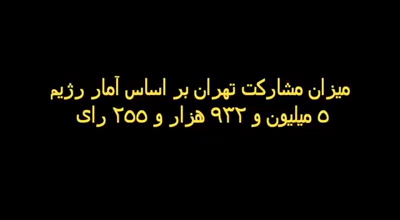 میزان مشارکت تهران بر اساس آمار رژیم
۵ میلیون و ۹۳۲ هزار و ۲۵۵ رای